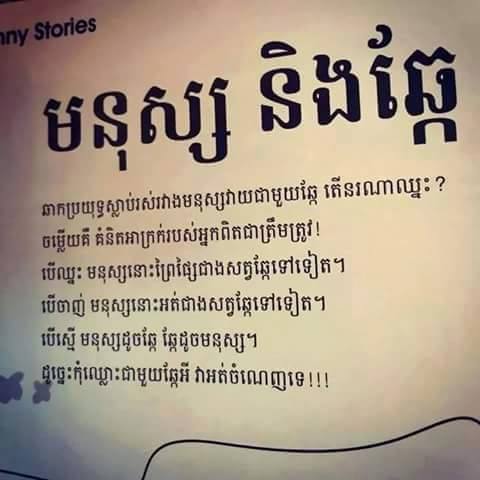 nny Stories
មនុស្ស និងឆ្កែ
ឆាកប្រយុទ្ធស្លាប់រស់រវាងមនុស្សវាយជាមួយឆ្កែ តើនរណាឈ្នះ?
ចម្លើយគឺ គំនិតអាក្រក់របស់អ្នកពិតជាត្រឹមត្រូវ!
បើឈ្នះ មនុស្សនោះព្រៃផ្សៃជាងសត្វឆ្កែទៅទៀត។
បើចាញ់ មនុស្សនោះអត់ជាងសត្វឆ្កែទៅទៀត។
បើស្មើ មនុស្សដូចឆ្កែ ឆ្កែដូចមនុស្ស។
ដូច្នេះកុំឈ្លោះជាមួយឆ្កែអី វាអត់ចំណេញទេ!!!